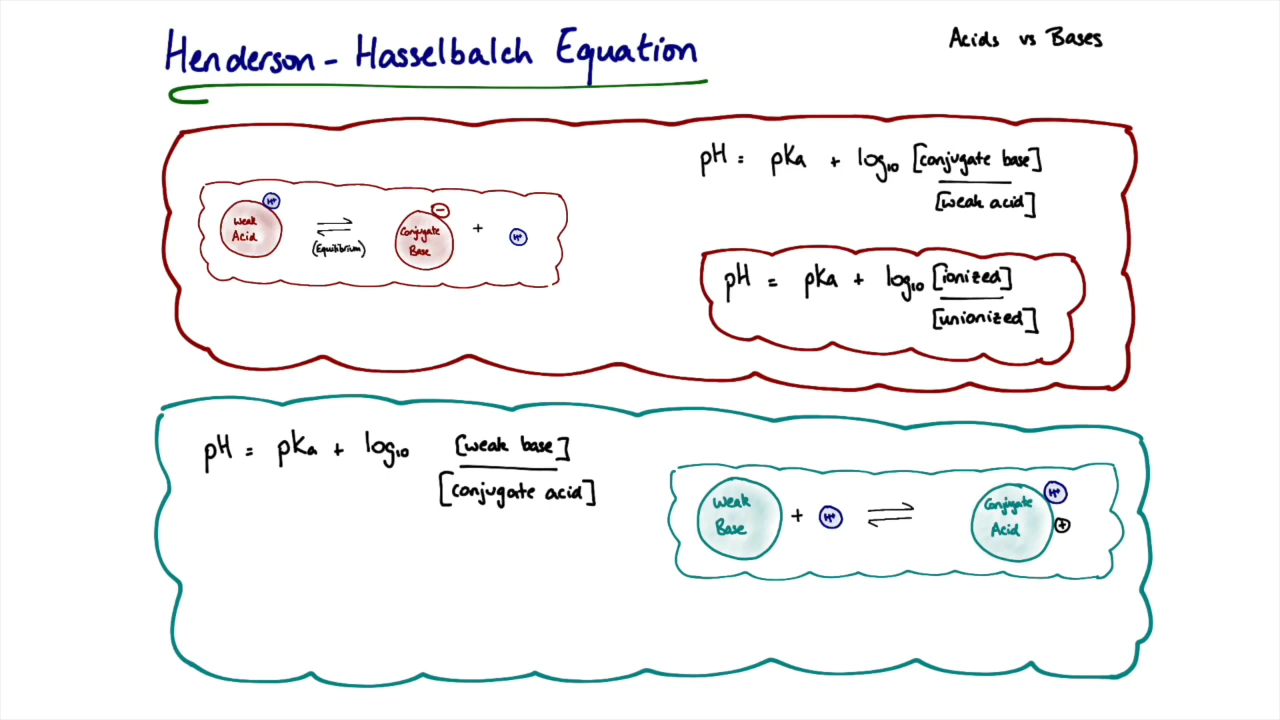 Henderson - Hasselbalch Equation
Acids vs Bases
pH = pKa + log₁₀ [conjugate base]
[weak acid]
Weak Acid H⁺
⇌
(Equilibrium)
Conjugate Base −
+ H⁺
pH = pKa + log₁₀ [ionized]
[unionized]
pH = pKa + log₁₀ [weak base]
[conjugate acid]
Weak Base + H⁺ ⇌ Conjugate Acid H⁺
+